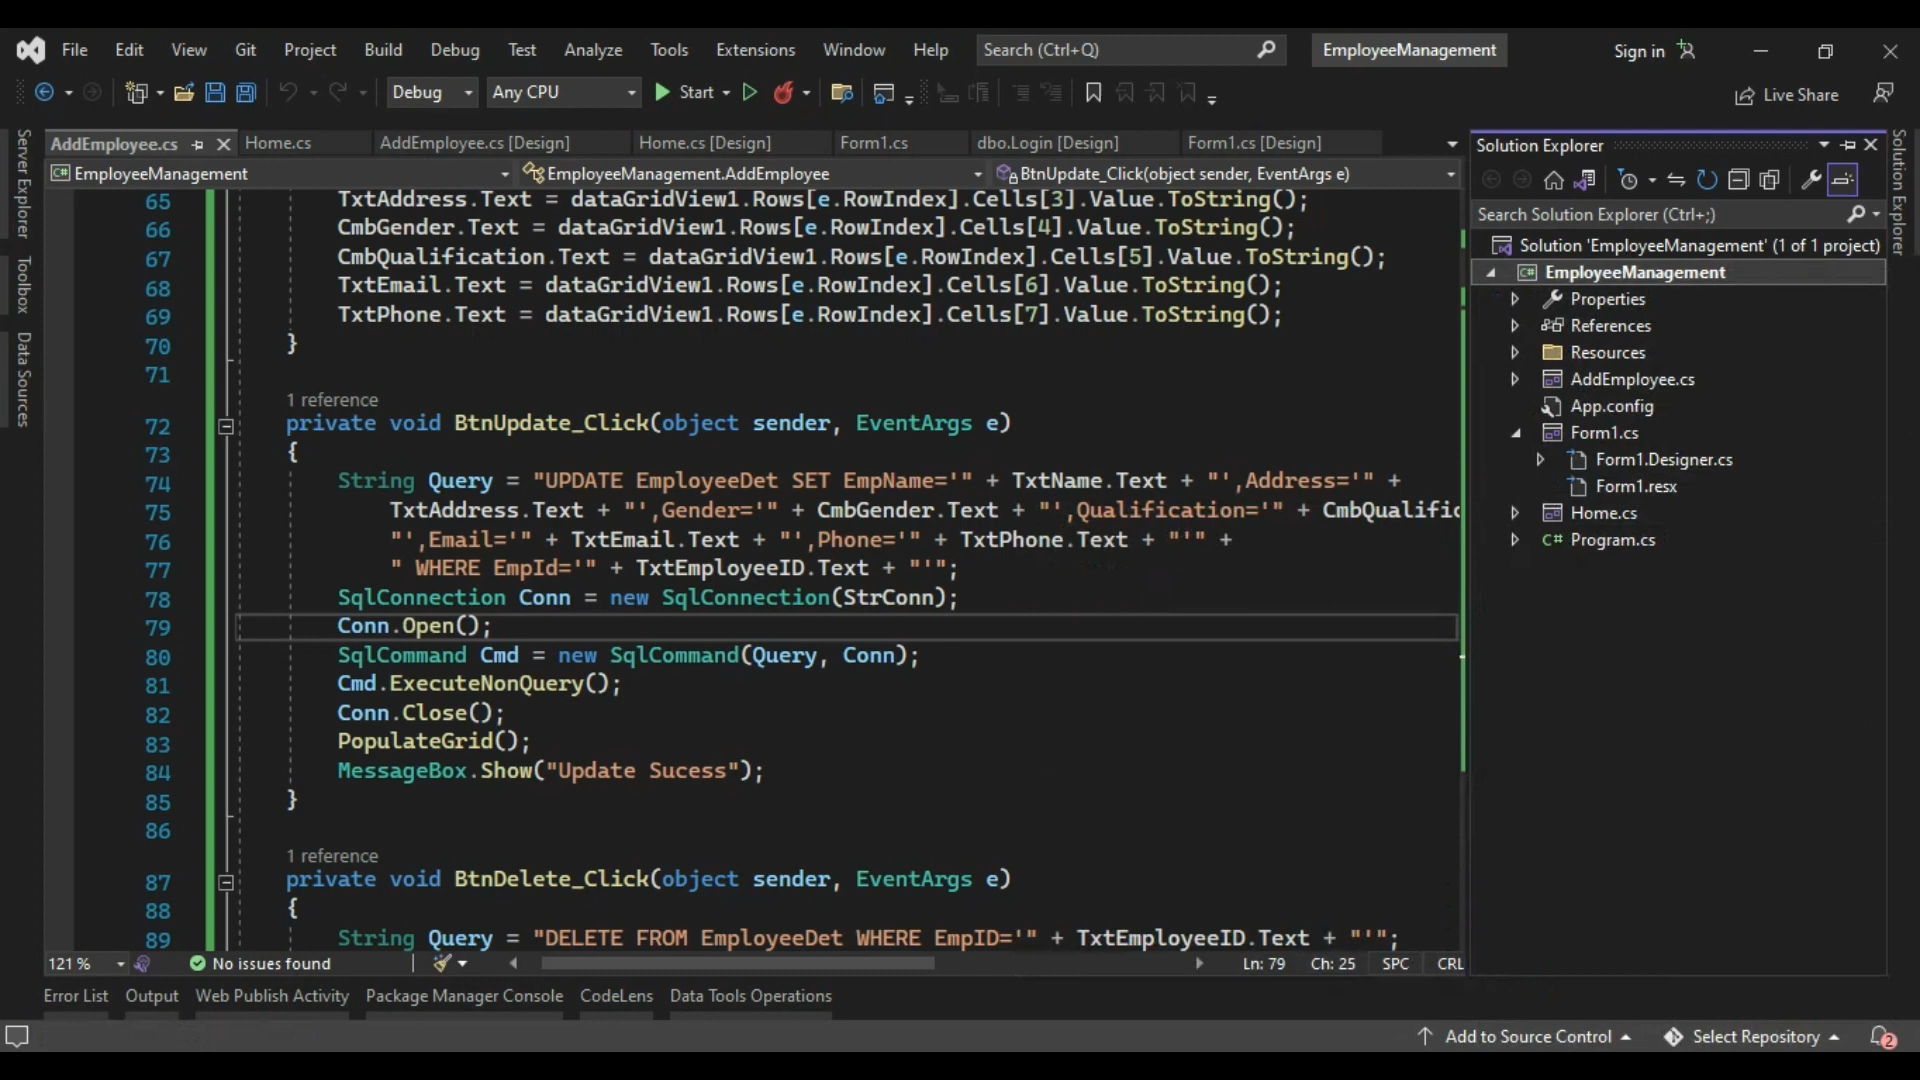 File Edit View Git Project Build Debug Test Analyze Tools Extensions Window Help Search (Ctrl+Q) EmployeeManagement Sign in
Debug Any CPU Start Live Share
Server Explorer
Toolbox
Data Sources
AddEmployee.cs Home.cs AddEmployee.cs [Design] Home.cs [Design] Form1.cs dbo.Login [Design] Form1.cs [Design]
C# EmployeeManagement EmployeeManagement.AddEmployee BtnUpdate_Click(object sender, EventArgs e)
65 TxtAddress.Text = dataGridView1.Rows[e.RowIndex].Cells[3].Value.ToString();
66 CmbGender.Text = dataGridView1.Rows[e.RowIndex].Cells[4].Value.ToString();
67 CmbQualification.Text = dataGridView1.Rows[e.RowIndex].Cells[5].Value.ToString();
68 TxtEmail.Text = dataGridView1.Rows[e.RowIndex].Cells[6].Value.ToString();
69 TxtPhone.Text = dataGridView1.Rows[e.RowIndex].Cells[7].Value.ToString();
70 }
71
1 reference
72 private void BtnUpdate_Click(object sender, EventArgs e)
73 {
74 String Query = "UPDATE EmployeeDet SET EmpName='" + TxtName.Text + "',Address='" +
75 TxtAddress.Text + "',Gender='" + CmbGender.Text + "',Qualification='" + CmbQualific
76 "',Email='" + TxtEmail.Text + "',Phone='" + TxtPhone.Text + "'" +
77 " WHERE EmpId='" + TxtEmployeeID.Text + "'";
78 SqlConnection Conn = new SqlConnection(StrConn);
79 Conn.Open();
80 SqlCommand Cmd = new SqlCommand(Query, Conn);
81 Cmd.ExecuteNonQuery();
82 Conn.Close();
83 PopulateGrid();
84 MessageBox.Show("Update Sucess");
85 }
86
1 reference
87 private void BtnDelete_Click(object sender, EventArgs e)
88 {
89 String Query = "DELETE FROM EmployeeDet WHERE EmpID='" + TxtEmployeeID.Text + "'";
121 % No issues found Ln: 79 Ch: 25 SPC CRL
Solution Explorer
Search Solution Explorer (Ctrl+;)
Solution 'EmployeeManagement' (1 of 1 project)
C# EmployeeManagement
Properties
References
Resources
AddEmployee.cs
App.config
Form1.cs
Form1.Designer.cs
Form1.resx
Home.cs
C# Program.cs
Solution Explorer
Error List Output Web Publish Activity Package Manager Console CodeLens Data Tools Operations
Add to Source Control Select Repository 2